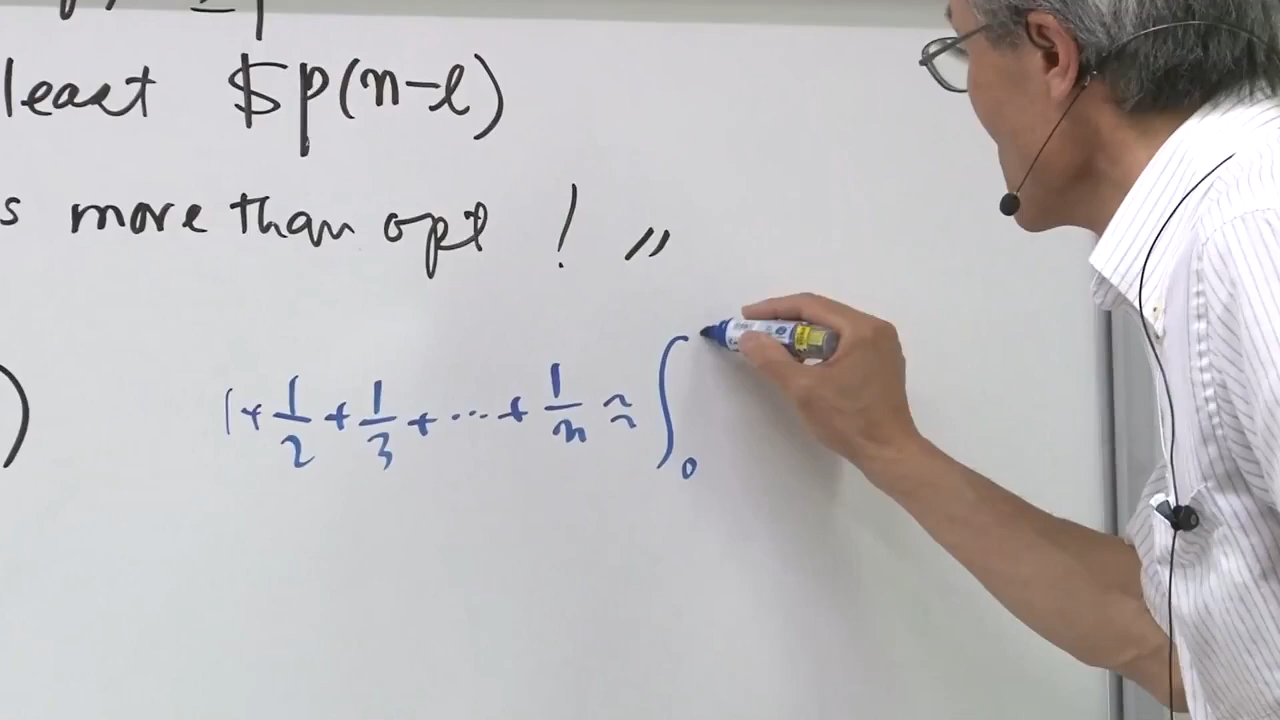 least $p(n-l)
s more than opt ! 〃
) 1+ 1/2 + 1/3 + ... + 1/n ≈ ∫₀